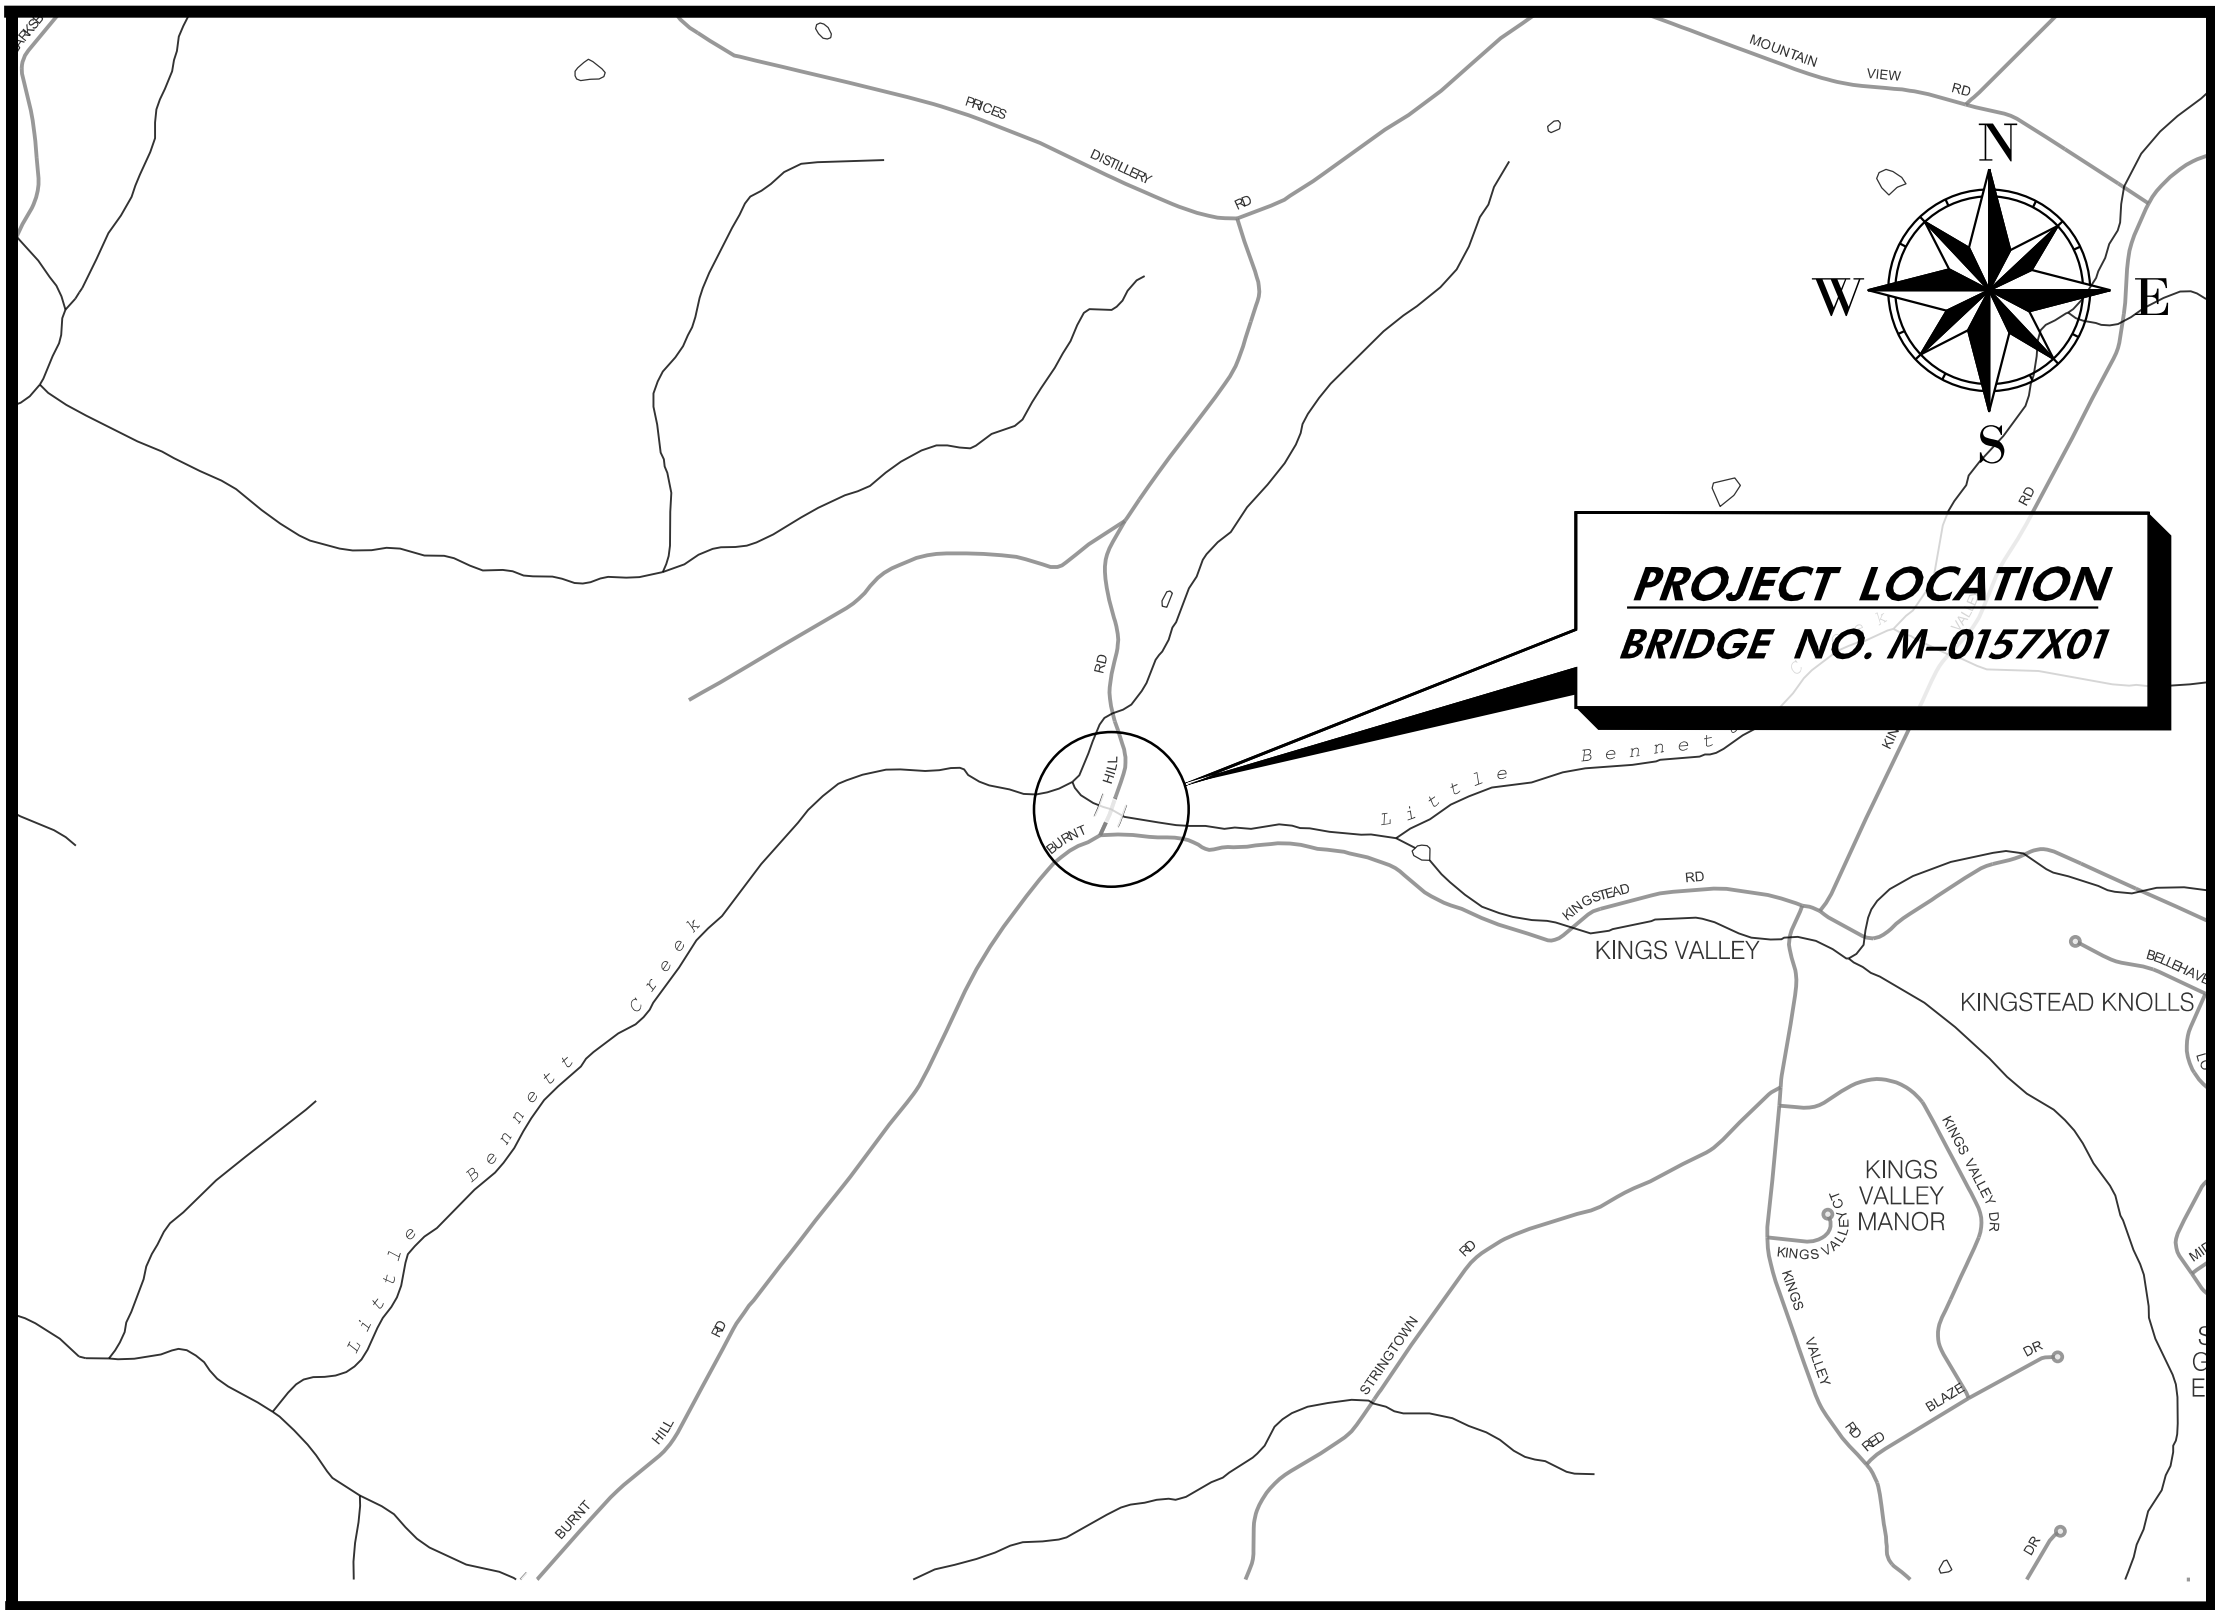 MOUNTAIN VIEW RD
PRICES DISTILLERY RD
N
W
E
S
RD
PROJECT LOCATION
BRIDGE NO. M-0157X01
RD
HILL
BURNT
Little Bennett
KINGSTEAD RD
KINGS VALLEY
KINGSTEAD KNOLLS
Little Bennett Creek
KINGS VALLEY DR
KINGS
VALLEY
MANOR
KINGS VALLEY CT
KINGS VALLEY RD
STRINGTOWN RD
BURNT HILL RD
RED BLAZE DR
DR